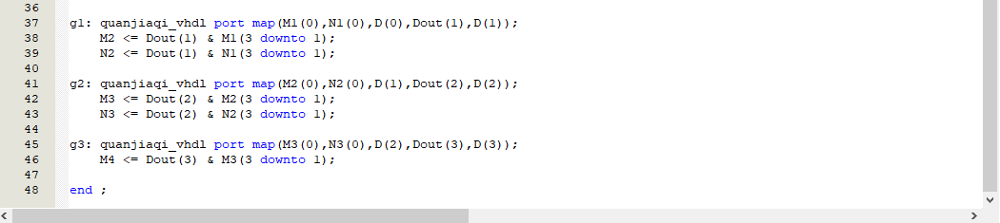 36
37 g1: quanjiaqi_vhdl port map(M1(0),N1(0),D(0),Dout(1),D(1));
38 M2 <= Dout(1) & M1(3 downto 1);
39 N2 <= Dout(1) & N1(3 downto 1);
40
41 g2: quanjiaqi_vhdl port map(M2(0),N2(0),D(1),Dout(2),D(2));
42 M3 <= Dout(2) & M2(3 downto 1);
43 N3 <= Dout(2) & N2(3 downto 1);
44
45 g3: quanjiaqi_vhdl port map(M3(0),N3(0),D(2),Dout(3),D(3));
46 M4 <= Dout(3) & M3(3 downto 1);
47
48 end ;